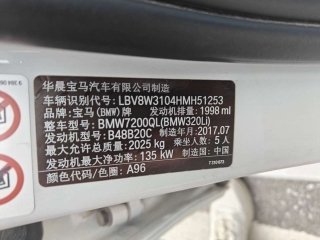 华晨宝马汽车有限公司制造
车辆识别代号: LBV8W3104HMH51253
品牌: 宝马(BMW) 发动机排量: 1998 ml
整车型号: BMW7200QL(BMW320Li)
发动机型号: B48B20C 制造年月: 2017.07
最大允许总质量: 2025 kg 乘坐人数: 5 人
发动机最大净功率: 135 kW 制造国: 中国
发动机代码/色圈: A96